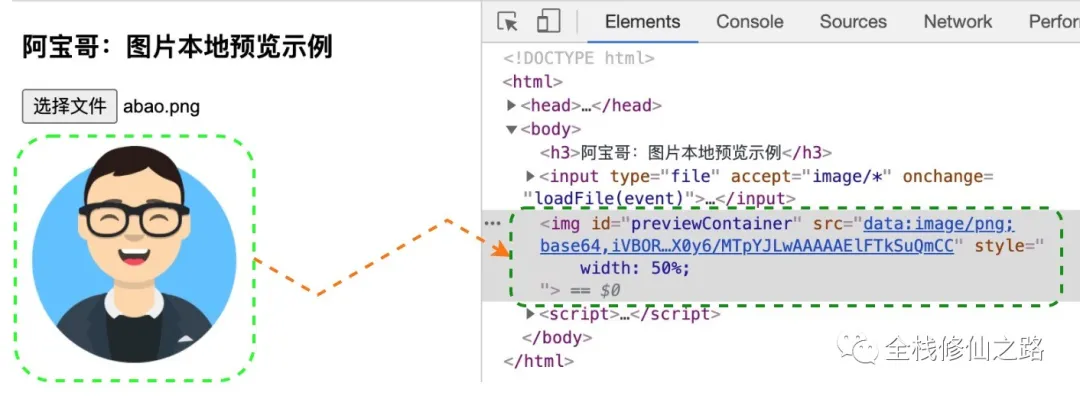 阿宝哥：图片本地预览示例
选择文件 abao.png
Elements Console Sources Network Perforr
<!DOCTYPE html>
<html>
▶<head>…</head>
▼<body>
<h3>阿宝哥：图片本地预览示例</h3>
▶<input type="file" accept="image/*" onchange=
"loadFile(event)">…</input>
<img id="previewContainer" src="data:image/png;
base64,iVBOR…X0y6/MTpYJLwAAAAAElFTkSuQmCC" style="
width: 50%;
"> == $0
▶<script>…</script>
</body>
</html>
全栈修仙之路